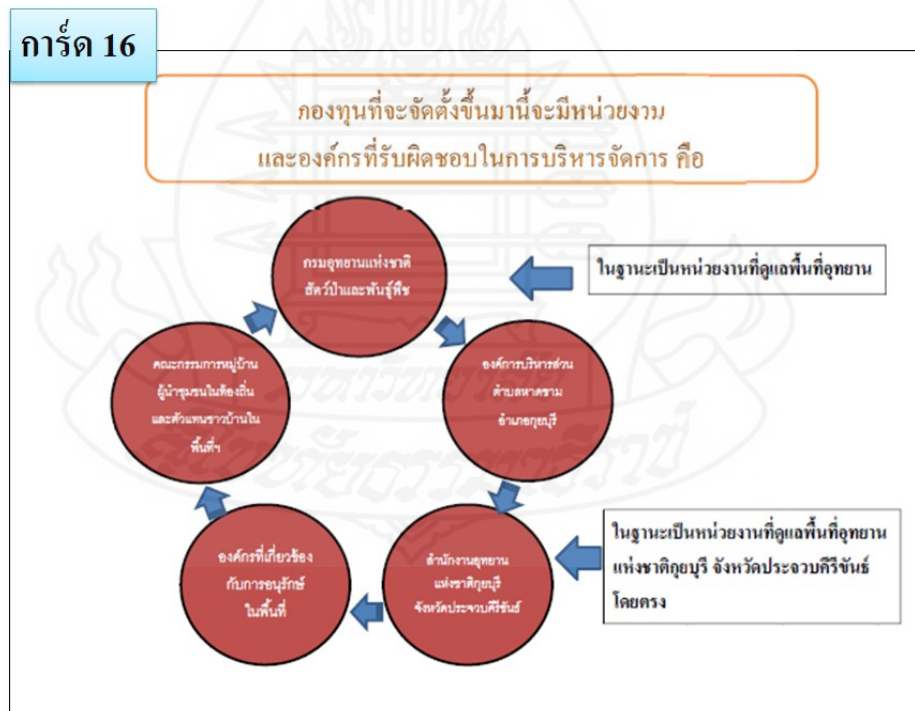 การ์ด 16
กองทุนที่จะจัดตั้งขึ้นมานี้จะมีหน่วยงาน
และองค์กรที่รับผิดชอบในการบริหารจัดการ คือ
กรมอุทยานแห่งชาติ
สัตว์ป่าและพันธุ์พืช
ในฐานะเป็นหน่วยงานที่ดูแลพื้นที่อุทยาน
องค์การบริหารส่วน
ตำบลหาดขาม
อำเภอกุยบุรี
สำนักงานอุทยาน
แห่งชาติกุยบุรี
จังหวัดประจวบคีรีขันธ์
ในฐานะเป็นหน่วยงานที่ดูแลพื้นที่อุทยาน
แห่งชาติกุยบุรี จังหวัดประจวบคีรีขันธ์
โดยตรง
องค์กรที่เกี่ยวข้อง
กับการอนุรักษ์
ในพื้นที่
คณะกรรมการหมู่บ้าน
ผู้นำชุมชนในท้องถิ่น
และตัวแทนชาวบ้านใน
พื้นที่ฯ